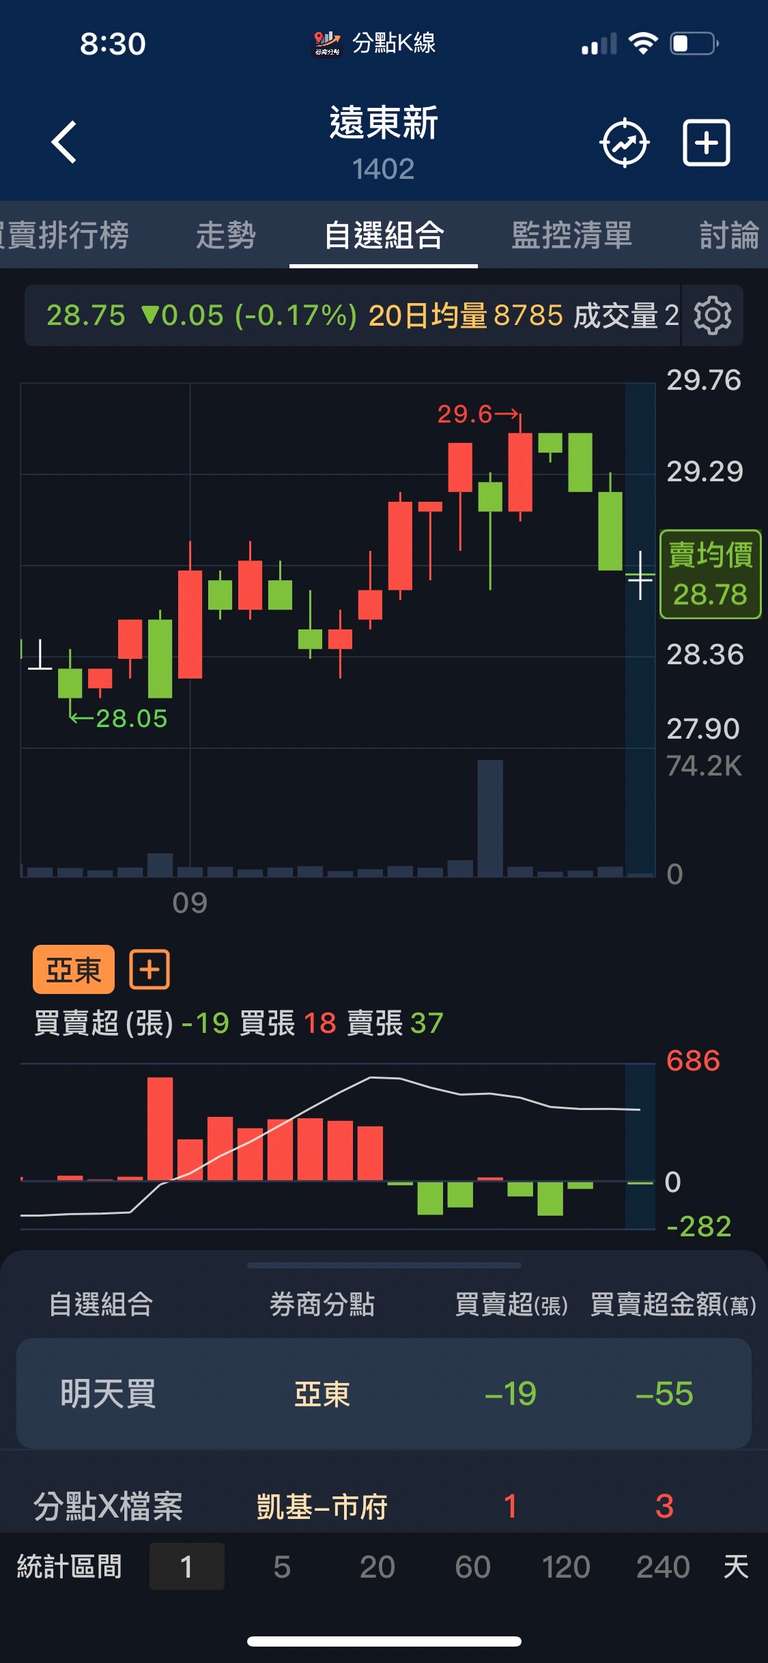 8:30
分點K線
遠東新
1402
賣排行榜 走勢 自選組合 監控清單 討論
28.75 ▼0.05 (-0.17%) 20日均量 8785 成交量 2
29.76
29.6→
29.29
賣均價
28.78
28.36
←28.05
27.90
74.2K
0
09
亞東
買賣超(張) -19 買張 18 賣張 37
686
0
-282
自選組合 券商分點 買賣超(張) 買賣超金額(萬)
明天買 亞東 –19 –55
分點X檔案 凱基–市府 1 3
統計區間 1 5 20 60 120 240 天